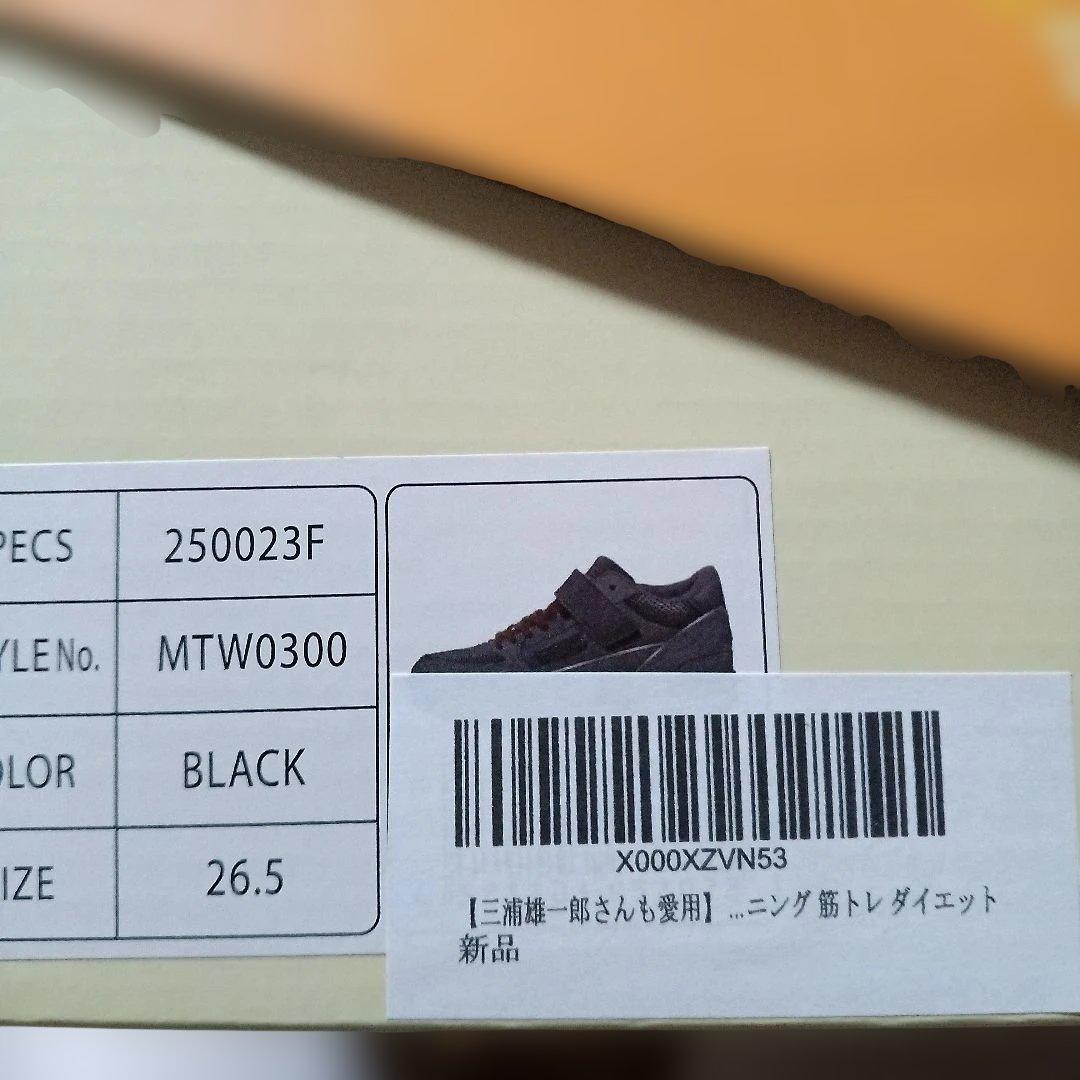 PECS 250023F
YLE No. MTW0300
OLOR BLACK
IZE 26.5
X000XZVN53
【三浦雄一郎さんも愛用】 ...ニング 筋トレ ダイエット
新品